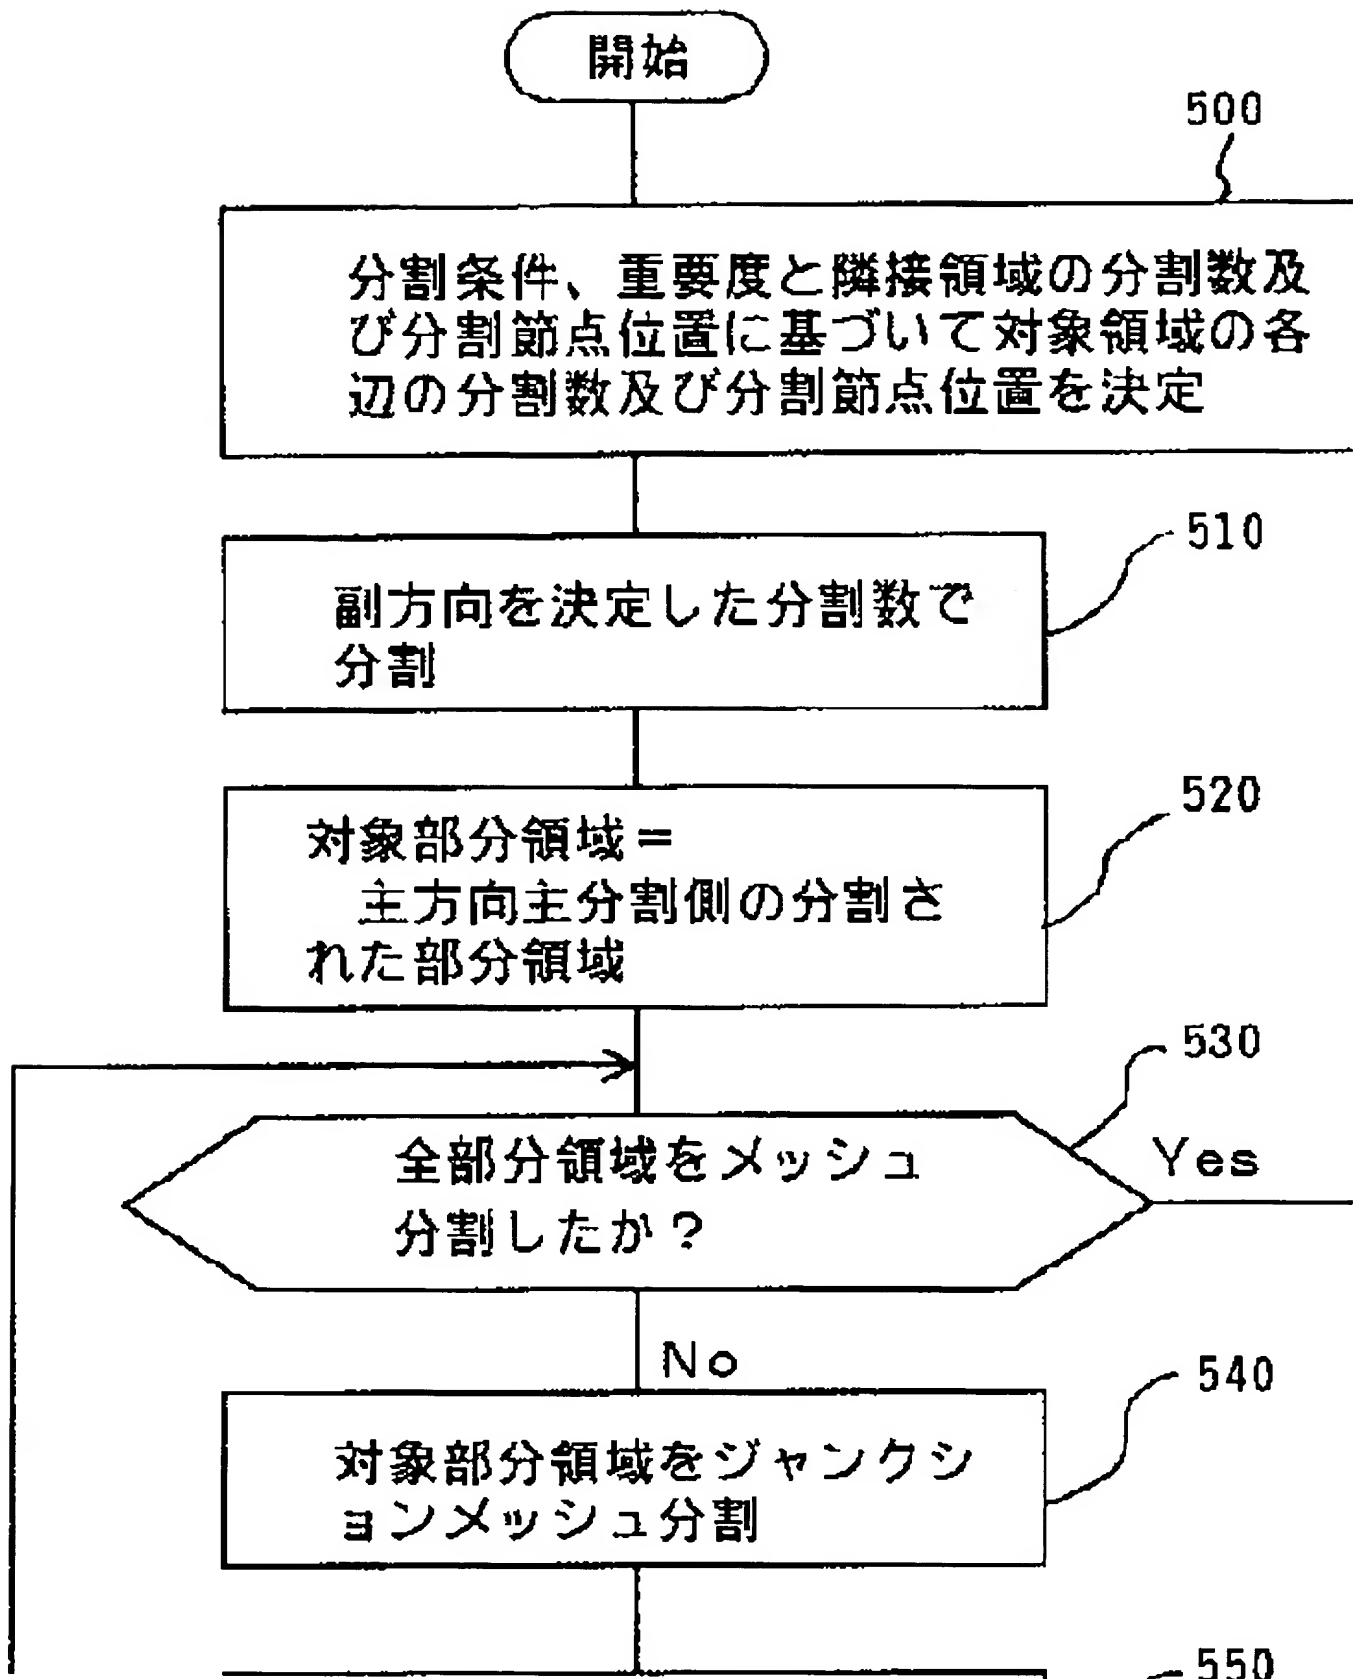 開始
500
分割条件、重要度と隣接領域の分割数及
び分割節点位置に基づいて対象領域の各
辺の分割数及び分割節点位置を決定
510
副方向を決定した分割数で
分割
520
対象部分領域=
主方向主分割側の分割さ
れた部分領域
530
全部分領域をメッシュ
分割したか?
Yes
No
540
対象部分領域をジャンクシ
ョンメッシュ分割
550